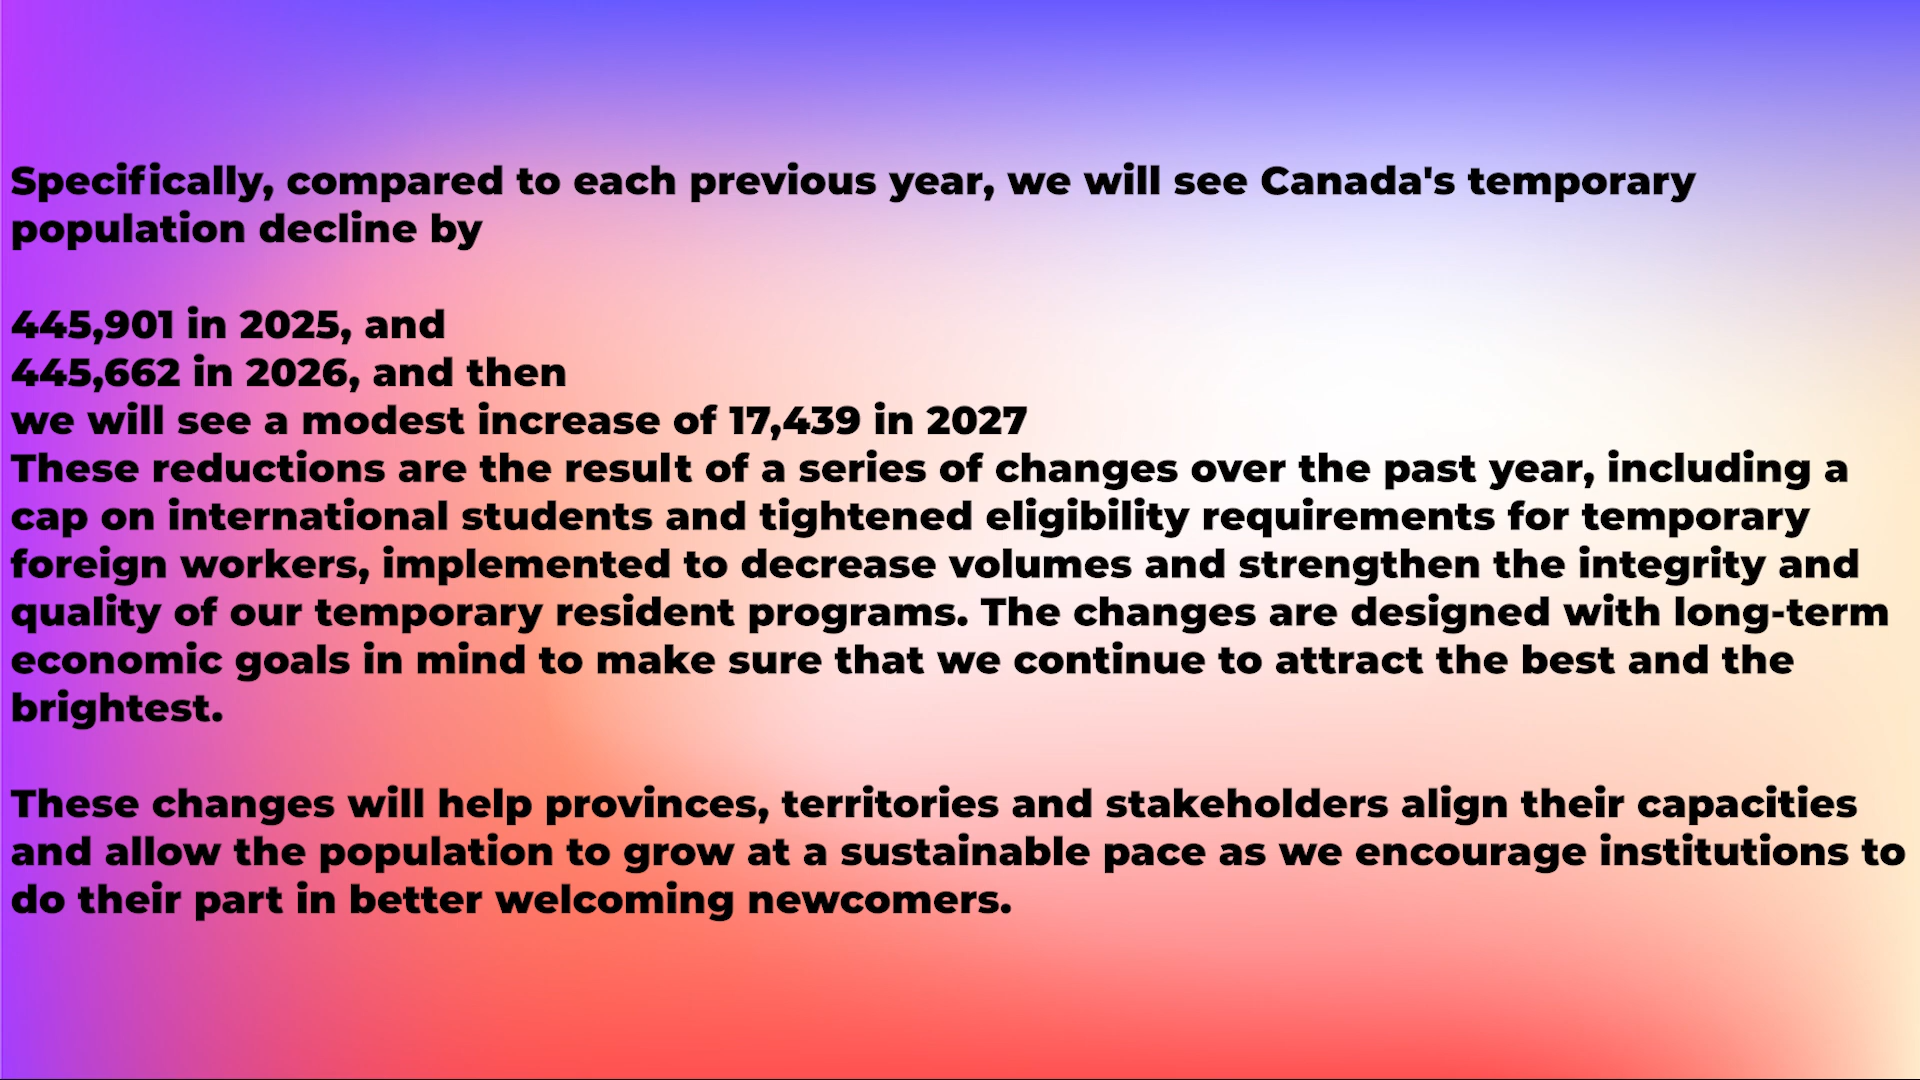 Specifically, compared to each previous year, we will see Canada's temporary
population decline by
445,901 in 2025, and
445,662 in 2026, and then
we will see a modest increase of 17,439 in 2027
These reductions are the result of a series of changes over the past year, including a
cap on international students and tightened eligibility requirements for temporary
foreign workers, implemented to decrease volumes and strengthen the integrity and
quality of our temporary resident programs. The changes are designed with long-term
economic goals in mind to make sure that we continue to attract the best and the
brightest.
These changes will help provinces, territories and stakeholders align their capacities
and allow the population to grow at a sustainable pace as we encourage institutions to
do their part in better welcoming newcomers.